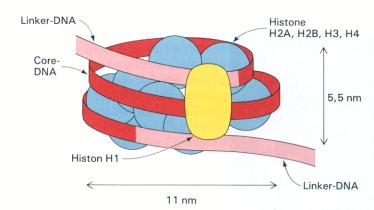 Linker-DNA
Histone
H2A, H2B, H3, H4
Core-
DNA
5,5 nm
Histon H1
Linker-DNA
11 nm